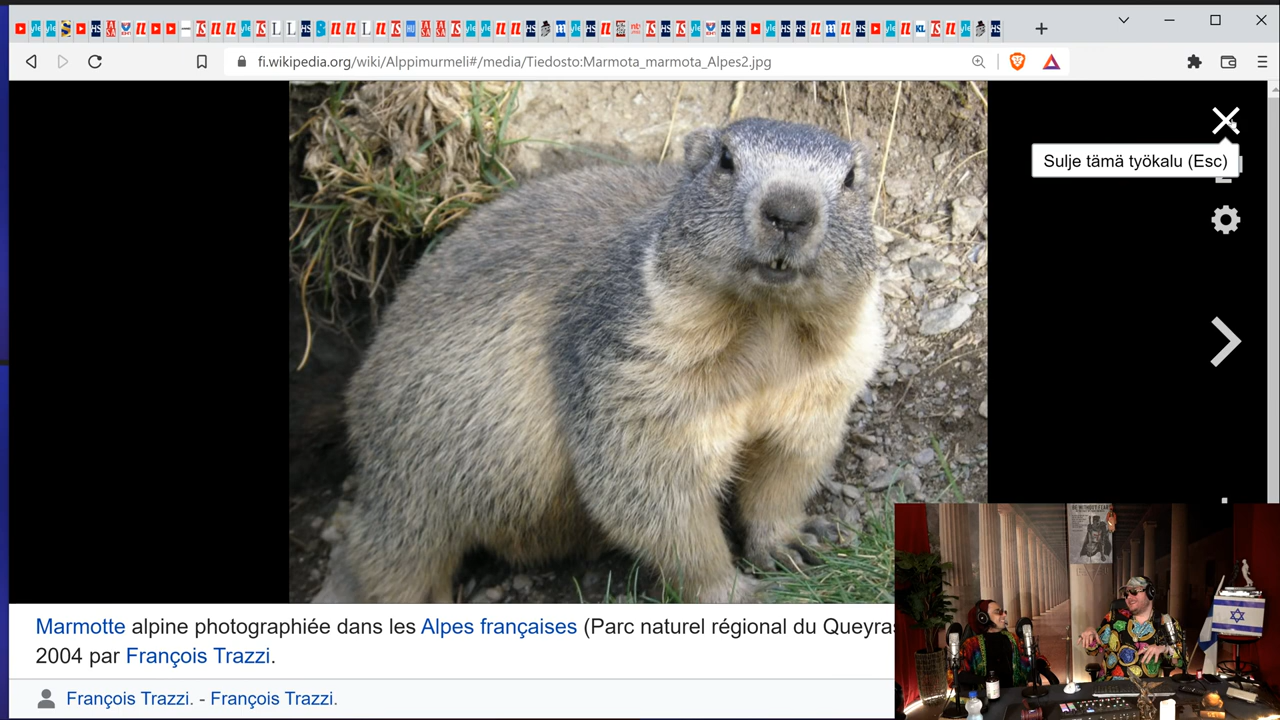 fi.wikipedia.org/wiki/Alppimurmeli#/media/Tiedosto:Marmota_marmota_Alpes2.jpg
Sulje tämä työkalu (Esc)
Marmotte alpine photographiée dans les Alpes françaises (Parc naturel régional du Queyras
2004 par François Trazzi.
François Trazzi. - François Trazzi.